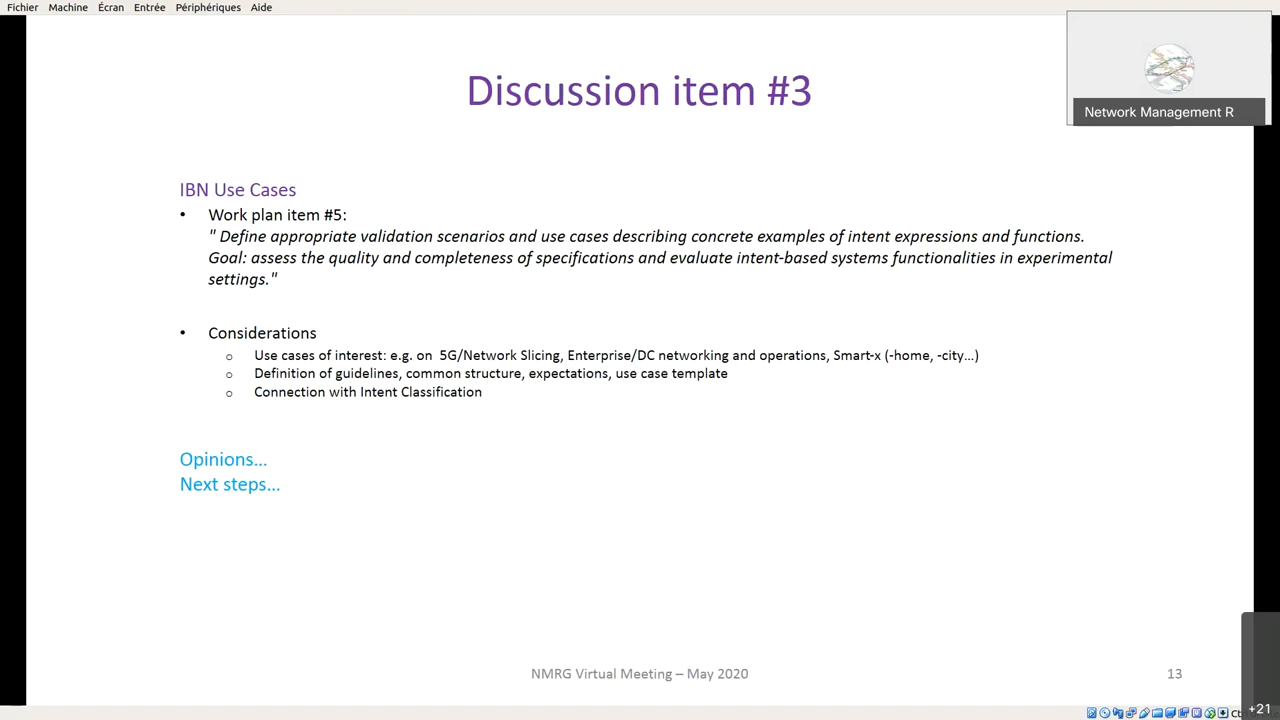 Fichier Machine Écran Entrée Périphériques Aide
Discussion item #3
Network Management R
IBN Use Cases
• Work plan item #5:
" Define appropriate validation scenarios and use cases describing concrete examples of intent expressions and functions.
Goal: assess the quality and completeness of specifications and evaluate intent-based systems functionalities in experimental
settings."
• Considerations
o Use cases of interest: e.g. on 5G/Network Slicing, Enterprise/DC networking and operations, Smart-x (-home, -city…)
o Definition of guidelines, common structure, expectations, use case template
o Connection with Intent Classification
Opinions…
Next steps…
NMRG Virtual Meeting – May 2020
13
+21